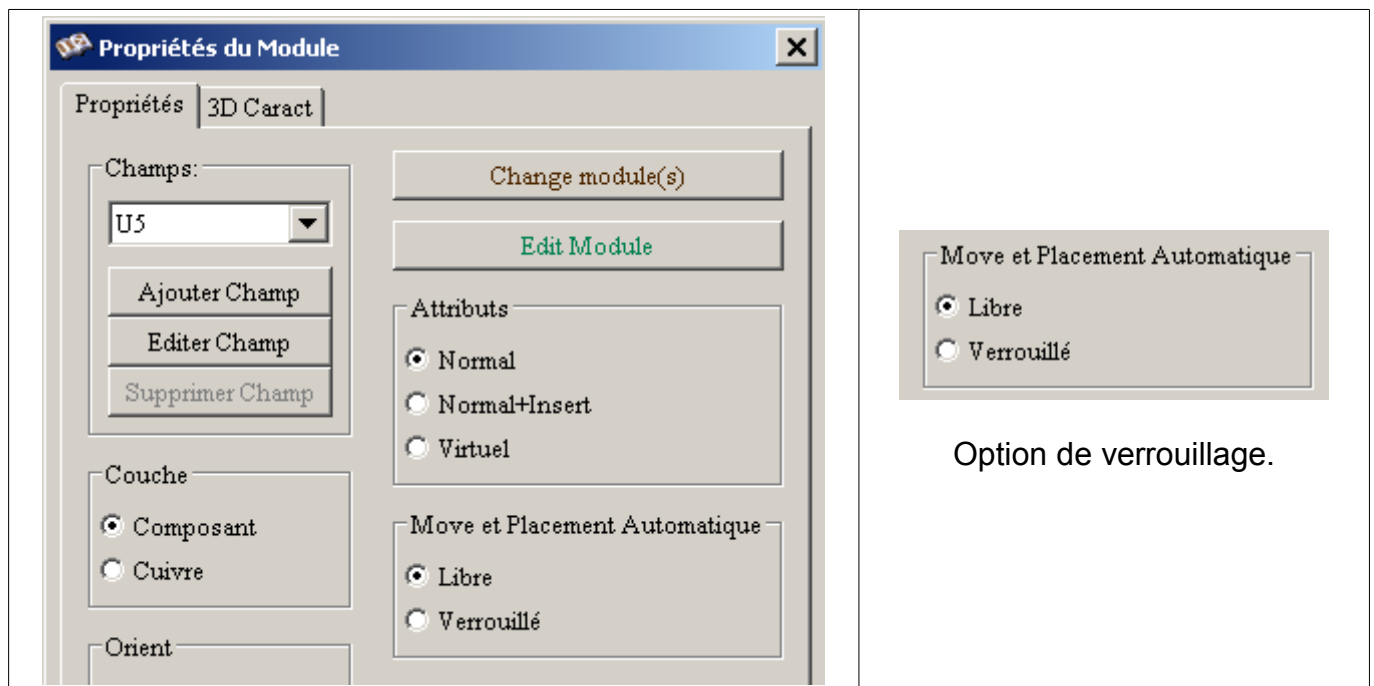 Propriétés du Module
Propriétés
3D Caract
Champs:
U5
Ajouter Champ
Editer Champ
Supprimer Champ
Couche
Composant
Cuivre
Orient
Change module(s)
Edit Module
Attributs
Normal
Normal+Insert
Virtuel
Move et Placement Automatique
Libre
Verrouillé
Move et Placement Automatique
Libre
Verrouillé
Option de verrouillage.